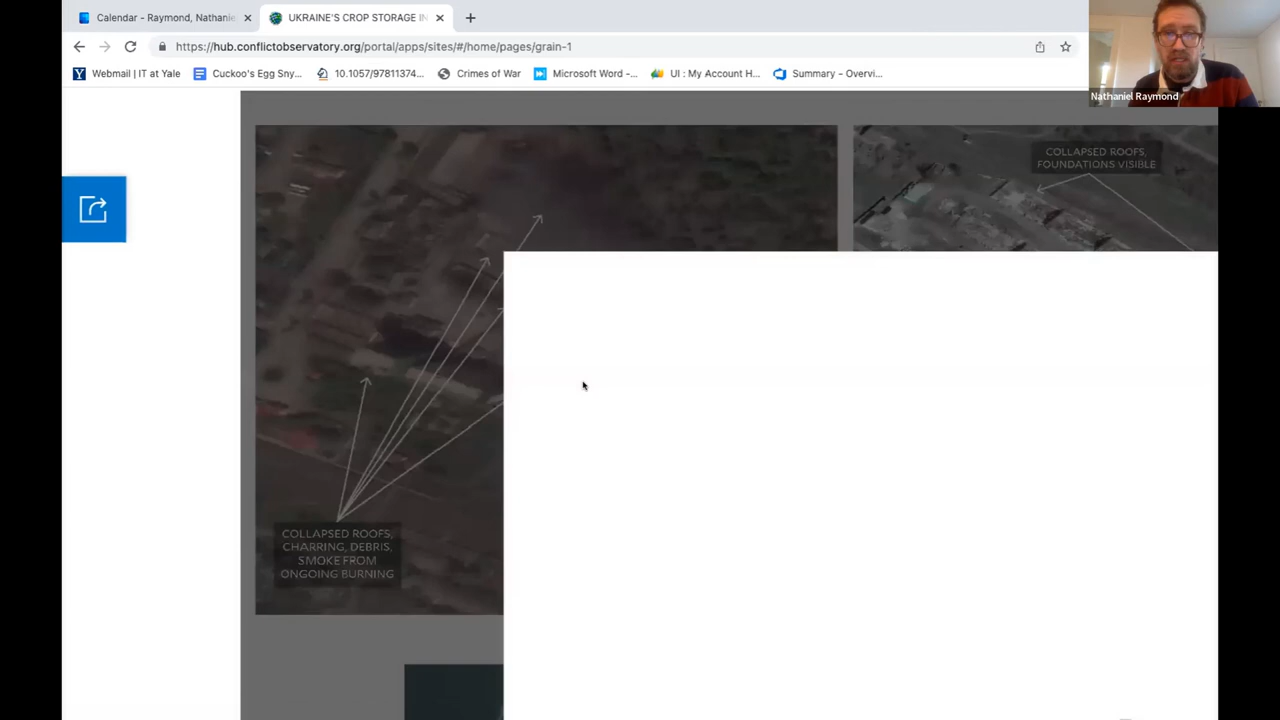 Calendar - Raymond, Nathanie
UKRAINE'S CROP STORAGE IN
https://hub.conflictobservatory.org/portal/apps/sites/#/home/pages/grain-1
Webmail | IT at Yale
Cuckoo's Egg Sny...
10.1057/97811374...
Crimes of War
Microsoft Word -...
UI : My Account H...
Summary – Overvi...
Nathaniel Raymond
COLLAPSED ROOFS,
FOUNDATIONS VISIBLE
COLLAPSED ROOFS,
CHARRING, DEBRIS,
SMOKE FROM
ONGOING BURNING